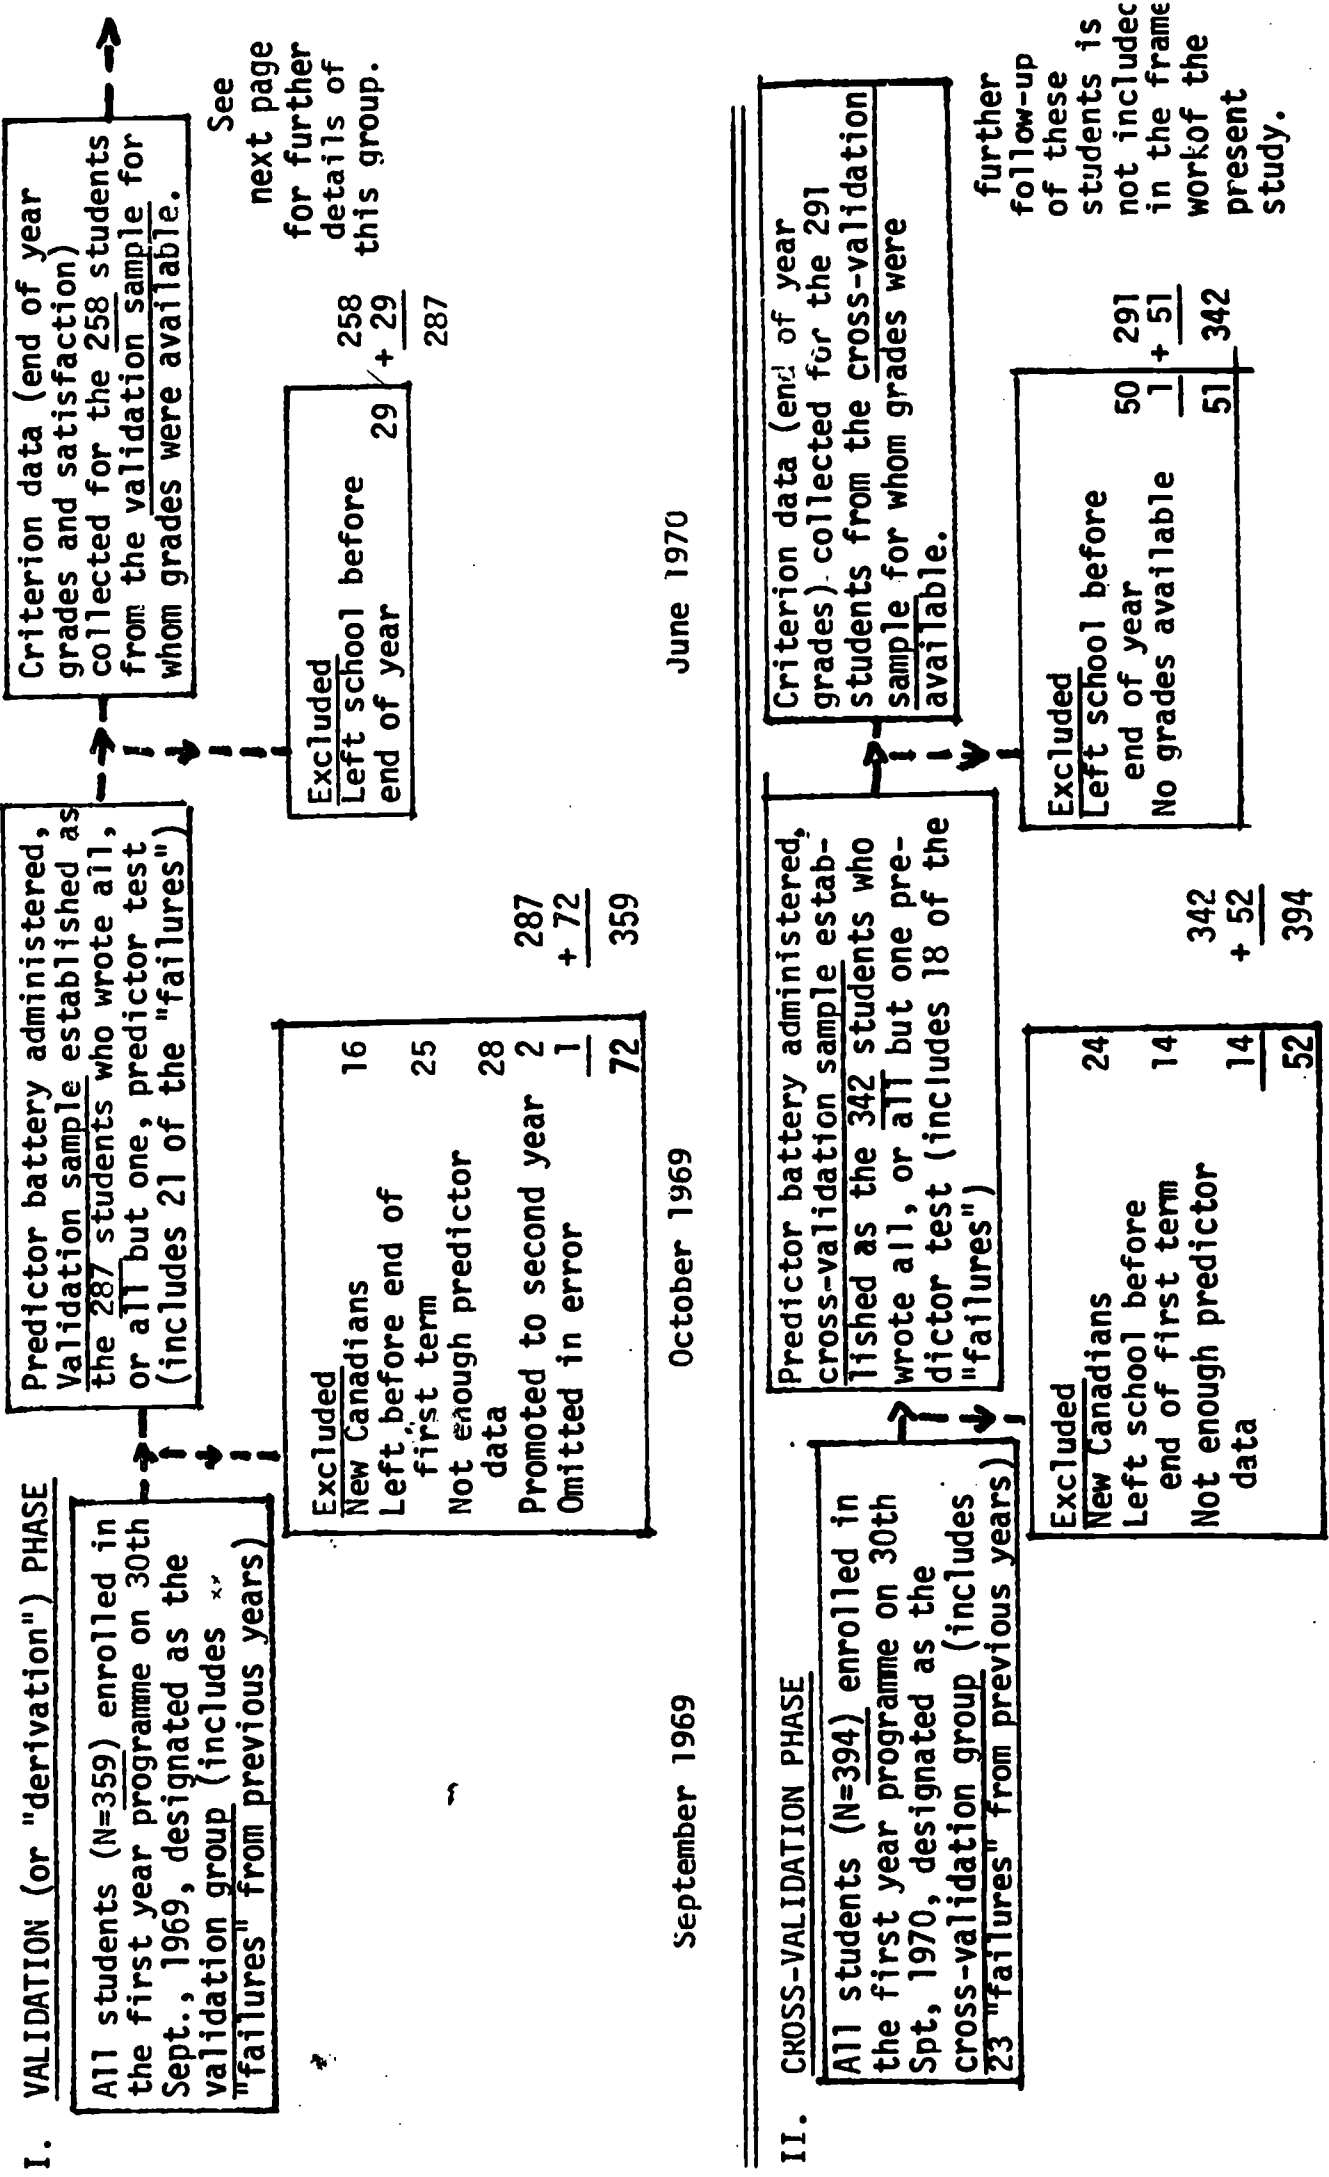 I. VALIDATION (or "derivation") PHASE
All students (N=359) enrolled in
the first year programme on 30th
Sept., 1969, designated as the
validation group (includes
"failures" from previous years)
Predictor battery administered,
Validation sample established as
the 287 students who wrote all,
or all but one, predictor test
(includes 21 of the "failures")
Criterion data (end of year
grades and satisfaction)
collected for the 258 students
from the validation sample for
whom grades were available.
See
next page
for further
details of
this group.
Excluded
New Canadians 16
Left before end of
first term 25
Not enough predictor
data 28
Promoted to second year 2
Omitted in error 1
72
287
+ 72
359
Excluded
Left school before
end of year 29
258
+ 29
287
September 1969
October 1969
June 1970
II. CROSS-VALIDATION PHASE
All students (N=394) enrolled in
the first year programme on 30th
Spt, 1970, designated as the
cross-validation group (includes
23 "failures" from previous years)
Predictor battery administered,
cross-validation sample estab-
lished as the 342 students who
wrote all, or all but one pre-
dictor test (includes 18 of the
"failures")
Criterion data (end of year
grades) collected for the 291
students from the cross-validation
sample for whom grades were
available.
further
follow-up
of these
students is
not included
in the frame
workof the
present
study.
Excluded
New Canadians 24
Left school before
end of first term 14
Not enough predictor
data 14
52
342
+ 52
394
Excluded
Left school before
end of year 50
No grades available 1
51
291
+ 51
342